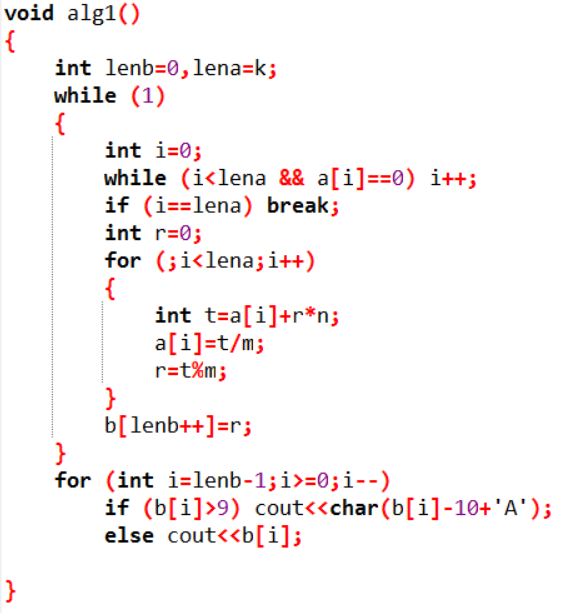 void alg1()
{
    int lenb=0,lena=k;
    while (1)
    {
        int i=0;
        while (i<lena && a[i]==0) i++;
        if (i==lena) break;
        int r=0;
        for (;i<lena;i++)
        {
            int t=a[i]+r*n;
            a[i]=t/m;
            r=t%m;
        }
        b[lenb++]=r;
    }
    for (int i=lenb-1;i>=0;i--)
        if (b[i]>9) cout<<char(b[i]-10+'A');
        else cout<<b[i];
}